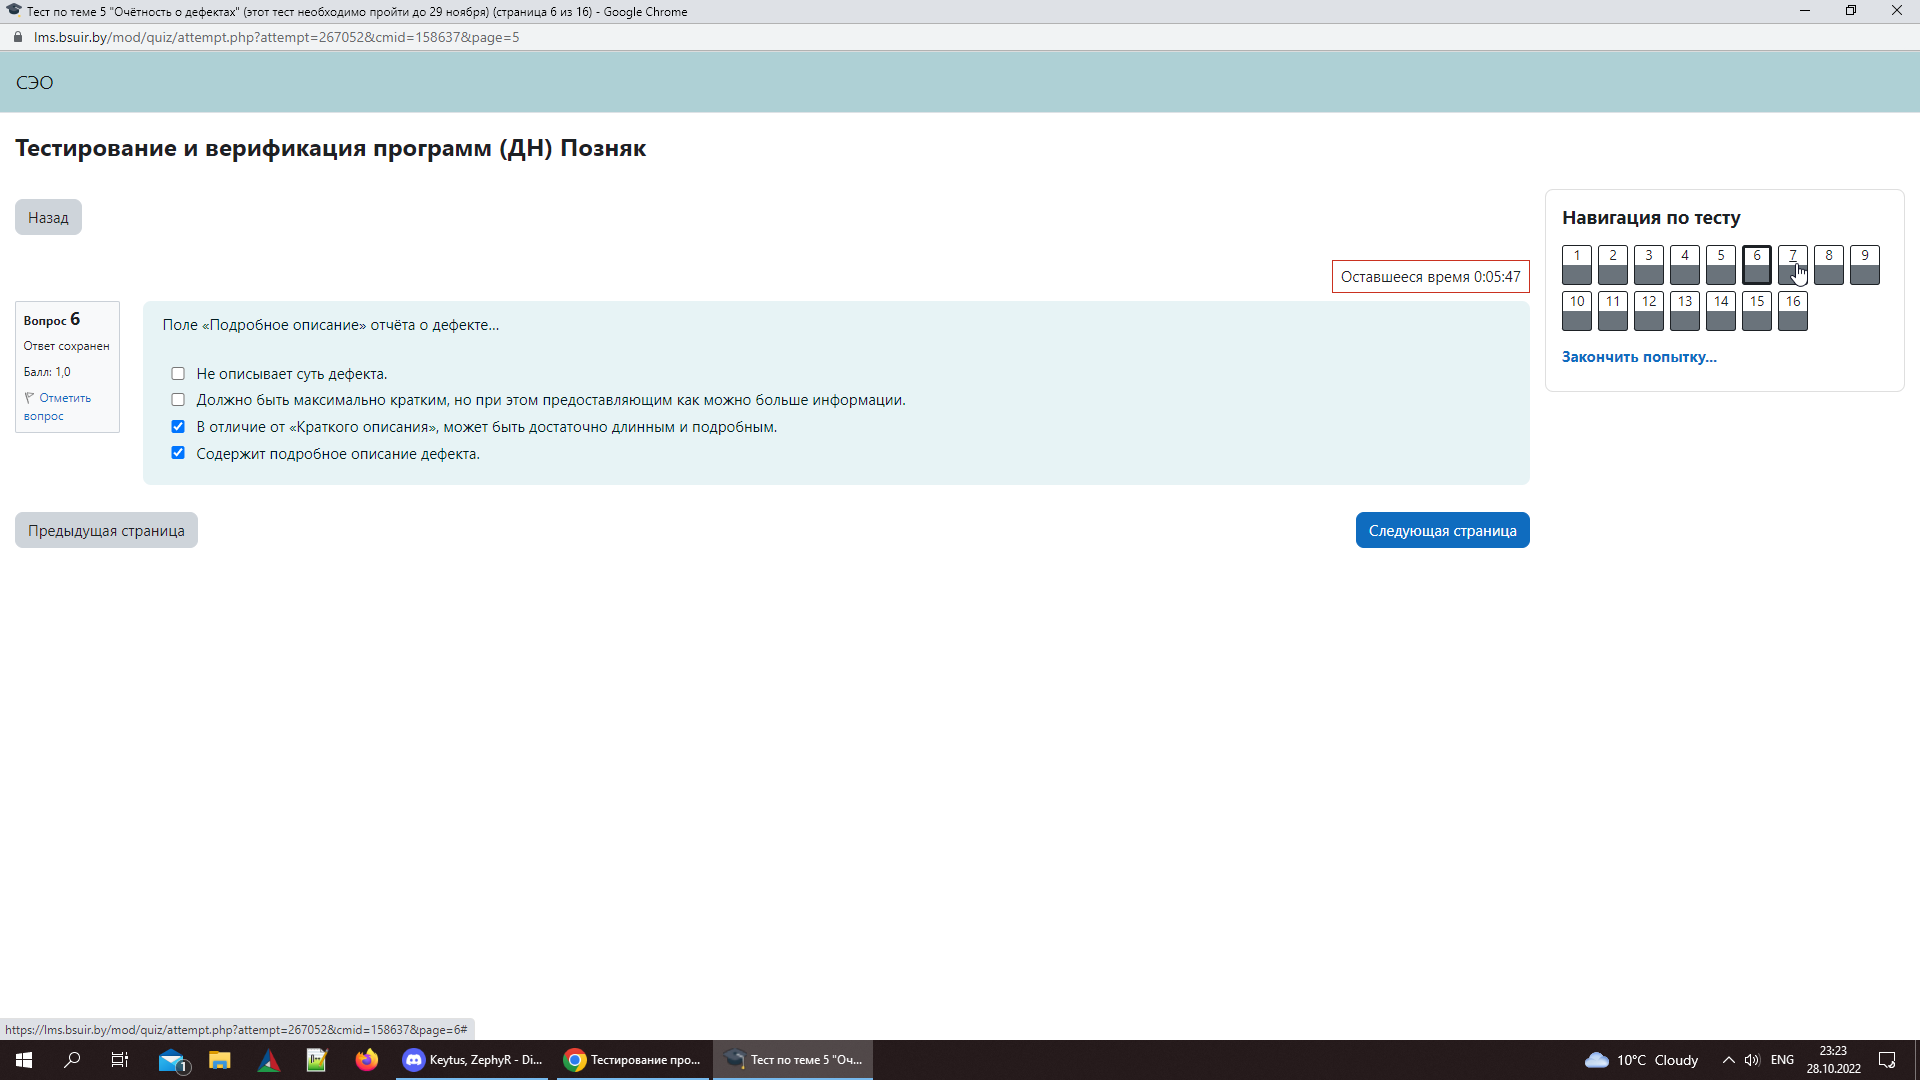 Тест по теме 5 "Очётность о дефектах" (этот тест необходимо пройти до 29 ноября) (страница 6 из 16) - Google Chrome
lms.bsuir.by/mod/quiz/attempt.php?attempt=267052&cmid=158637&page=5
СЭО
Тестирование и верификация программ (ДН) Позняк
Назад
Навигация по тесту
1 2 3 4 5 6 7 8 9
10 11 12 13 14 15 16
Закончить попытку...
Оставшееся время 0:05:47
Вопрос 6
Ответ сохранен
Балл: 1,0
Отметить
вопрос
Поле «Подробное описание» отчёта о дефекте...
Не описывает суть дефекта.
Должно быть максимально кратким, но при этом предоставляющим как можно больше информации.
В отличие от «Краткого описания», может быть достаточно длинным и подробным.
Содержит подробное описание дефекта.
Предыдущая страница
Следующая страница
https://lms.bsuir.by/mod/quiz/attempt.php?attempt=267052&cmid=158637&page=6#
1
Keytus, ZephyR - Di...
Тестирование про...
Тест по теме 5 "Оч...
10°C Cloudy
ENG
23:23
28.10.2022